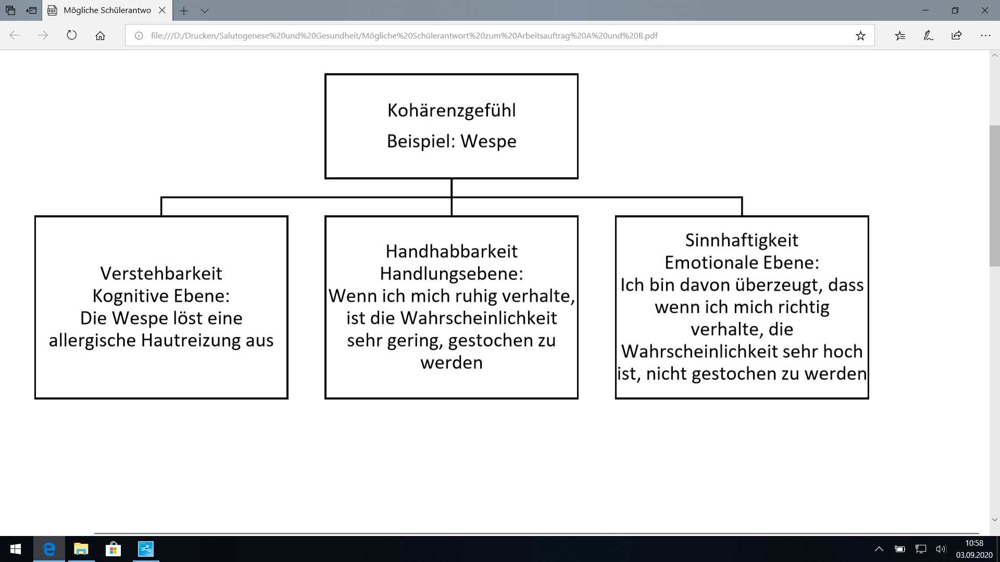 Mögliche Schülerantwo
file:///D:/Drucken/Salutogenese%20und%20Gesundheit/Mögliche%20Schülerantwort%20zum%20Arbeitsauftrag%20A%20und%20B.pdf
Kohärenzgefühl
Beispiel: Wespe
Verstehbarkeit
Kognitive Ebene:
Die Wespe löst eine
allergische Hautreizung aus
Handhabbarkeit
Handlungsebene:
Wenn ich mich ruhig verhalte,
ist die Wahrscheinlichkeit
sehr gering, gestochen zu
werden
Sinnhaftigkeit
Emotionale Ebene:
Ich bin davon überzeugt, dass
wenn ich mich richtig
verhalte, die
Wahrscheinlichkeit sehr hoch
ist, nicht gestochen zu werden
10:58
03.09.2020